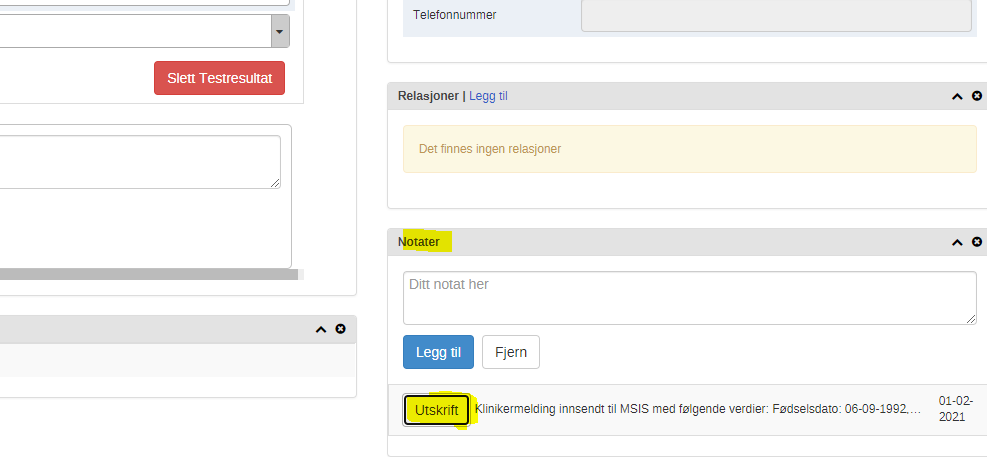 Slett Testresultat
Telefonnummer
Relasjoner | Legg til
Det finnes ingen relasjoner
Notater
Ditt notat her
Legg til
Fjern
Utskrift
Klinikermelding innsendt til MSIS med følgende verdier: Fødselsdato: 06-09-1992,...
01-02-
2021